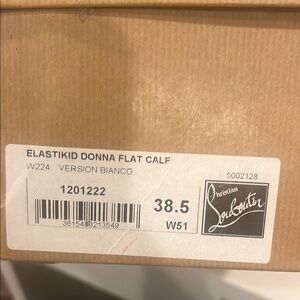 ELASTIKID DONNA FLAT CALF
W224 VERSION BIANCO
5002128
1201222
38.5
W51
Christian
Louboutin